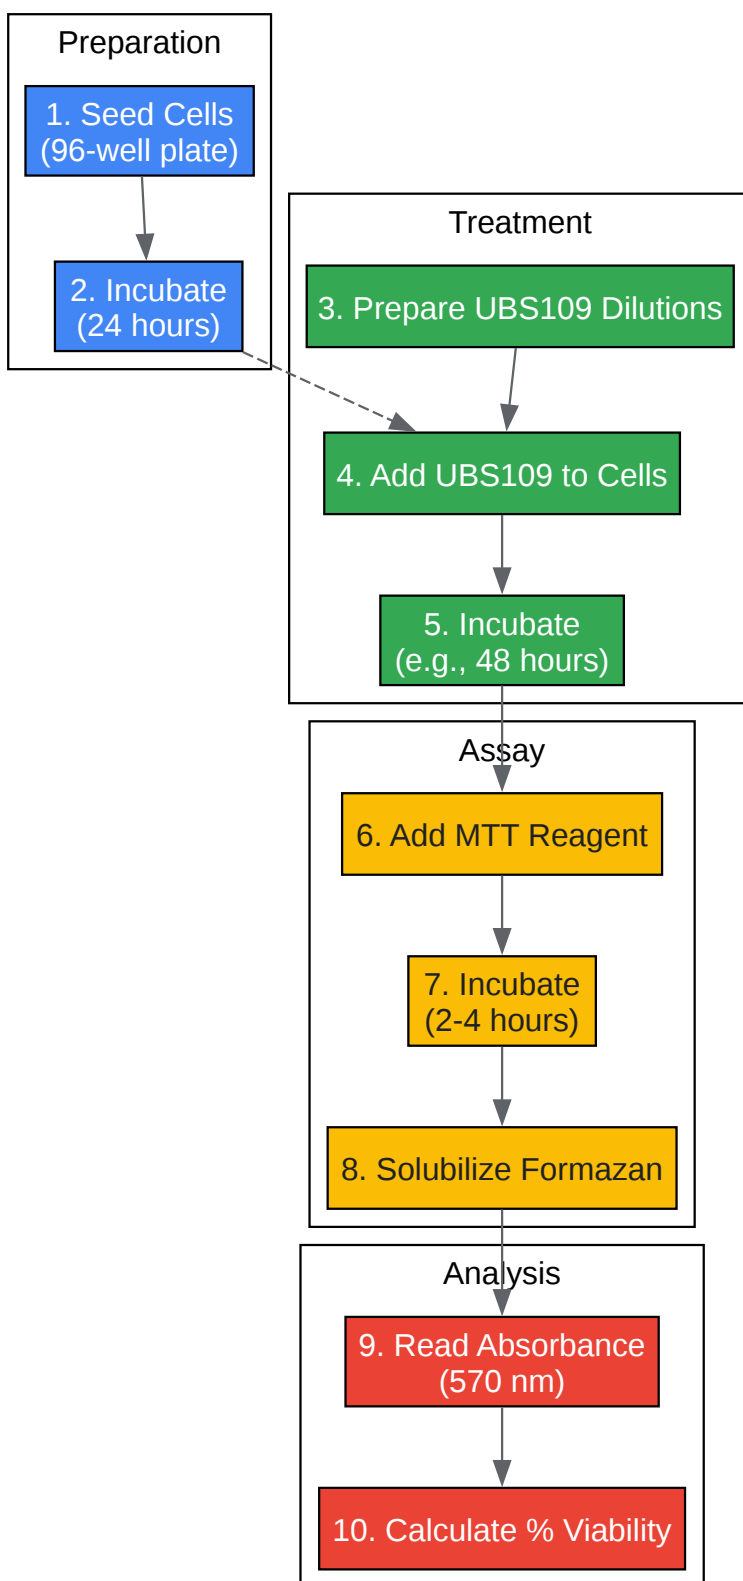 Preparation
1. Seed Cells
(96-well plate)
2. Incubate
(24 hours)
Treatment
3. Prepare UBS109 Dilutions
4. Add UBS109 to Cells
5. Incubate
(e.g., 48 hours)
Assay
6. Add MTT Reagent
7. Incubate
(2-4 hours)
8. Solubilize Formazan
Analysis
9. Read Absorbance
(570 nm)
10. Calculate % Viability